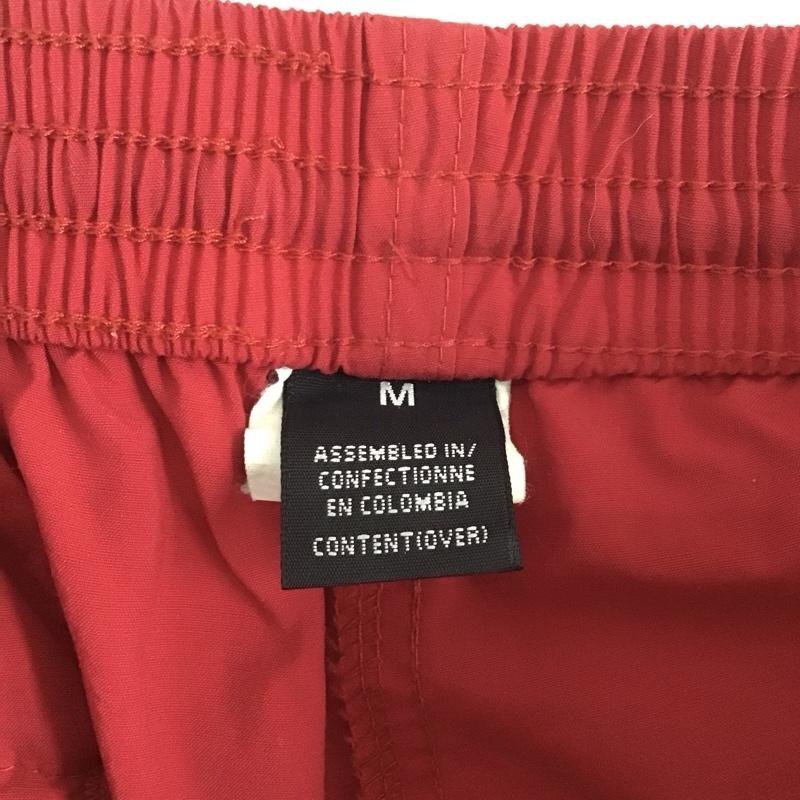 M
ASSEMBLED IN/
CONFECTIONNE
EN COLOMBIA
CONTENT(OVER)